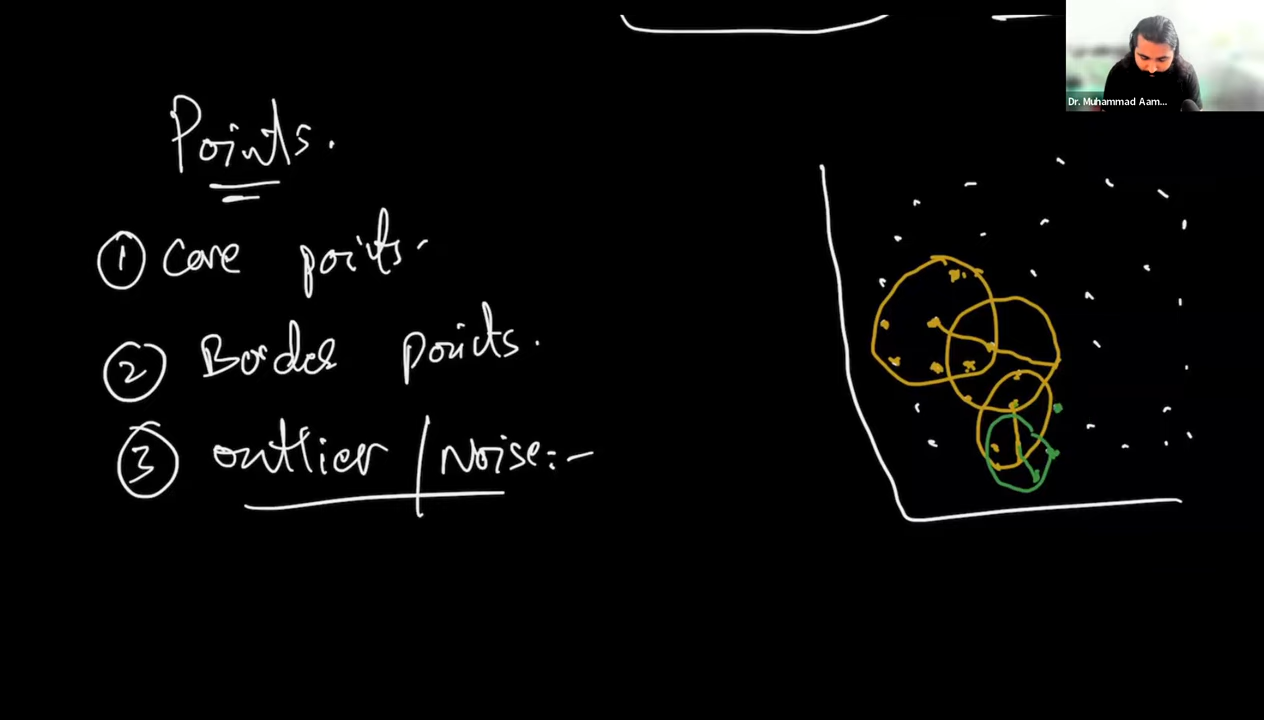 Dr. Muhammad Aam...
Points.
① Core points.
② Border points.
③ outlier / Noise:-